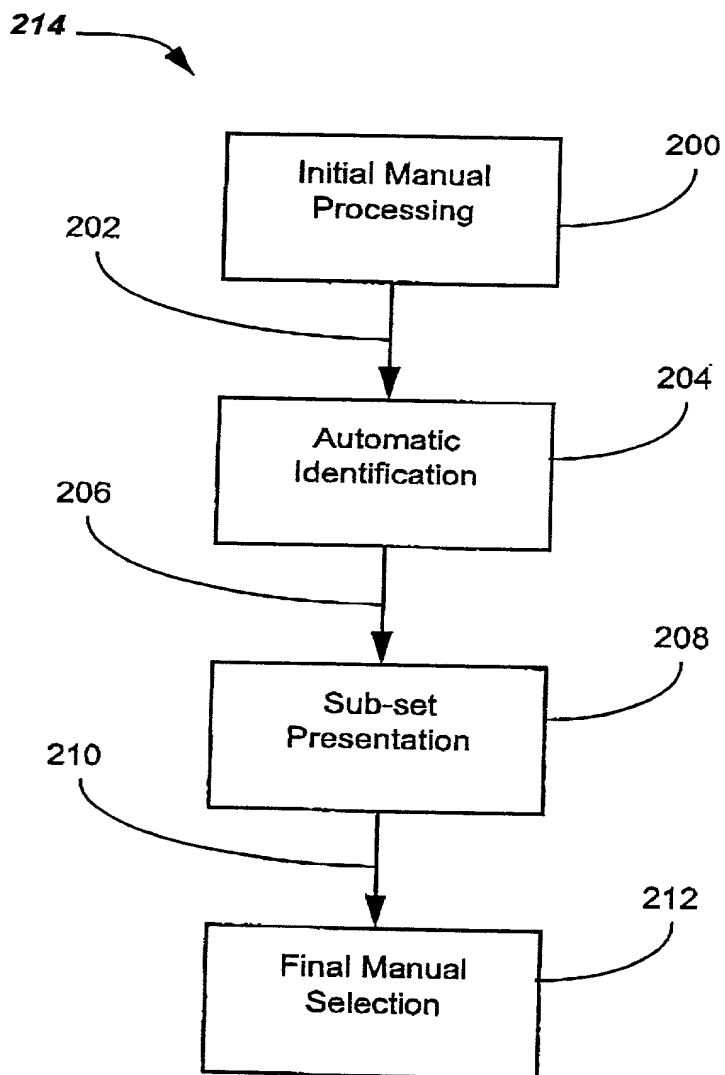 214
200
Initial Manual
Processing
202
204
Automatic
Identification
206
208
Sub-set
Presentation
210
212
Final Manual
Selection